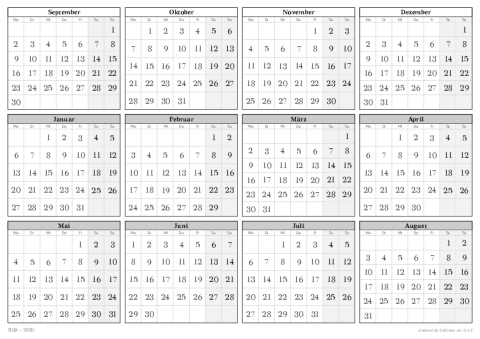 September
Mo Di Mi Do Fr Sa So
1
2 3 4 5 6 7 8
9 10 11 12 13 14 15
16 17 18 19 20 21 22
23 24 25 26 27 28 29
30
Oktober
Mo Di Mi Do Fr Sa So
1 2 3 4 5 6
7 8 9 10 11 12 13
14 15 16 17 18 19 20
21 22 23 24 25 26 27
28 29 30 31
November
Mo Di Mi Do Fr Sa So
1 2 3
4 5 6 7 8 9 10
11 12 13 14 15 16 17
18 19 20 21 22 23 24
25 26 27 28 29 30
Dezember
Mo Di Mi Do Fr Sa So
1
2 3 4 5 6 7 8
9 10 11 12 13 14 15
16 17 18 19 20 21 22
23 24 25 26 27 28 29
30 31
Januar
Mo Di Mi Do Fr Sa So
1 2 3 4 5
6 7 8 9 10 11 12
13 14 15 16 17 18 19
20 21 22 23 24 25 26
27 28 29 30 31
Februar
Mo Di Mi Do Fr Sa So
1 2
3 4 5 6 7 8 9
10 11 12 13 14 15 16
17 18 19 20 21 22 23
24 25 26 27 28 29
März
Mo Di Mi Do Fr Sa So
1
2 3 4 5 6 7 8
9 10 11 12 13 14 15
16 17 18 19 20 21 22
23 24 25 26 27 28 29
30 31
April
Mo Di Mi Do Fr Sa So
1 2 3 4 5
6 7 8 9 10 11 12
13 14 15 16 17 18 19
20 21 22 23 24 25 26
27 28 29 30
Mai
Mo Di Mi Do Fr Sa So
1 2 3
4 5 6 7 8 9 10
11 12 13 14 15 16 17
18 19 20 21 22 23 24
25 26 27 28 29 30 31
Juni
Mo Di Mi Do Fr Sa So
1 2 3 4 5 6 7
8 9 10 11 12 13 14
15 16 17 18 19 20 21
22 23 24 25 26 27 28
29 30
Juli
Mo Di Mi Do Fr Sa So
1 2 3 4 5
6 7 8 9 10 11 12
13 14 15 16 17 18 19
20 21 22 23 24 25 26
27 28 29 30 31
August
Mo Di Mi Do Fr Sa So
1 2
3 4 5 6 7 8 9
10 11 12 13 14 15 16
17 18 19 20 21 22 23
24 25 26 27 28 29 30
31
2019 - 2020